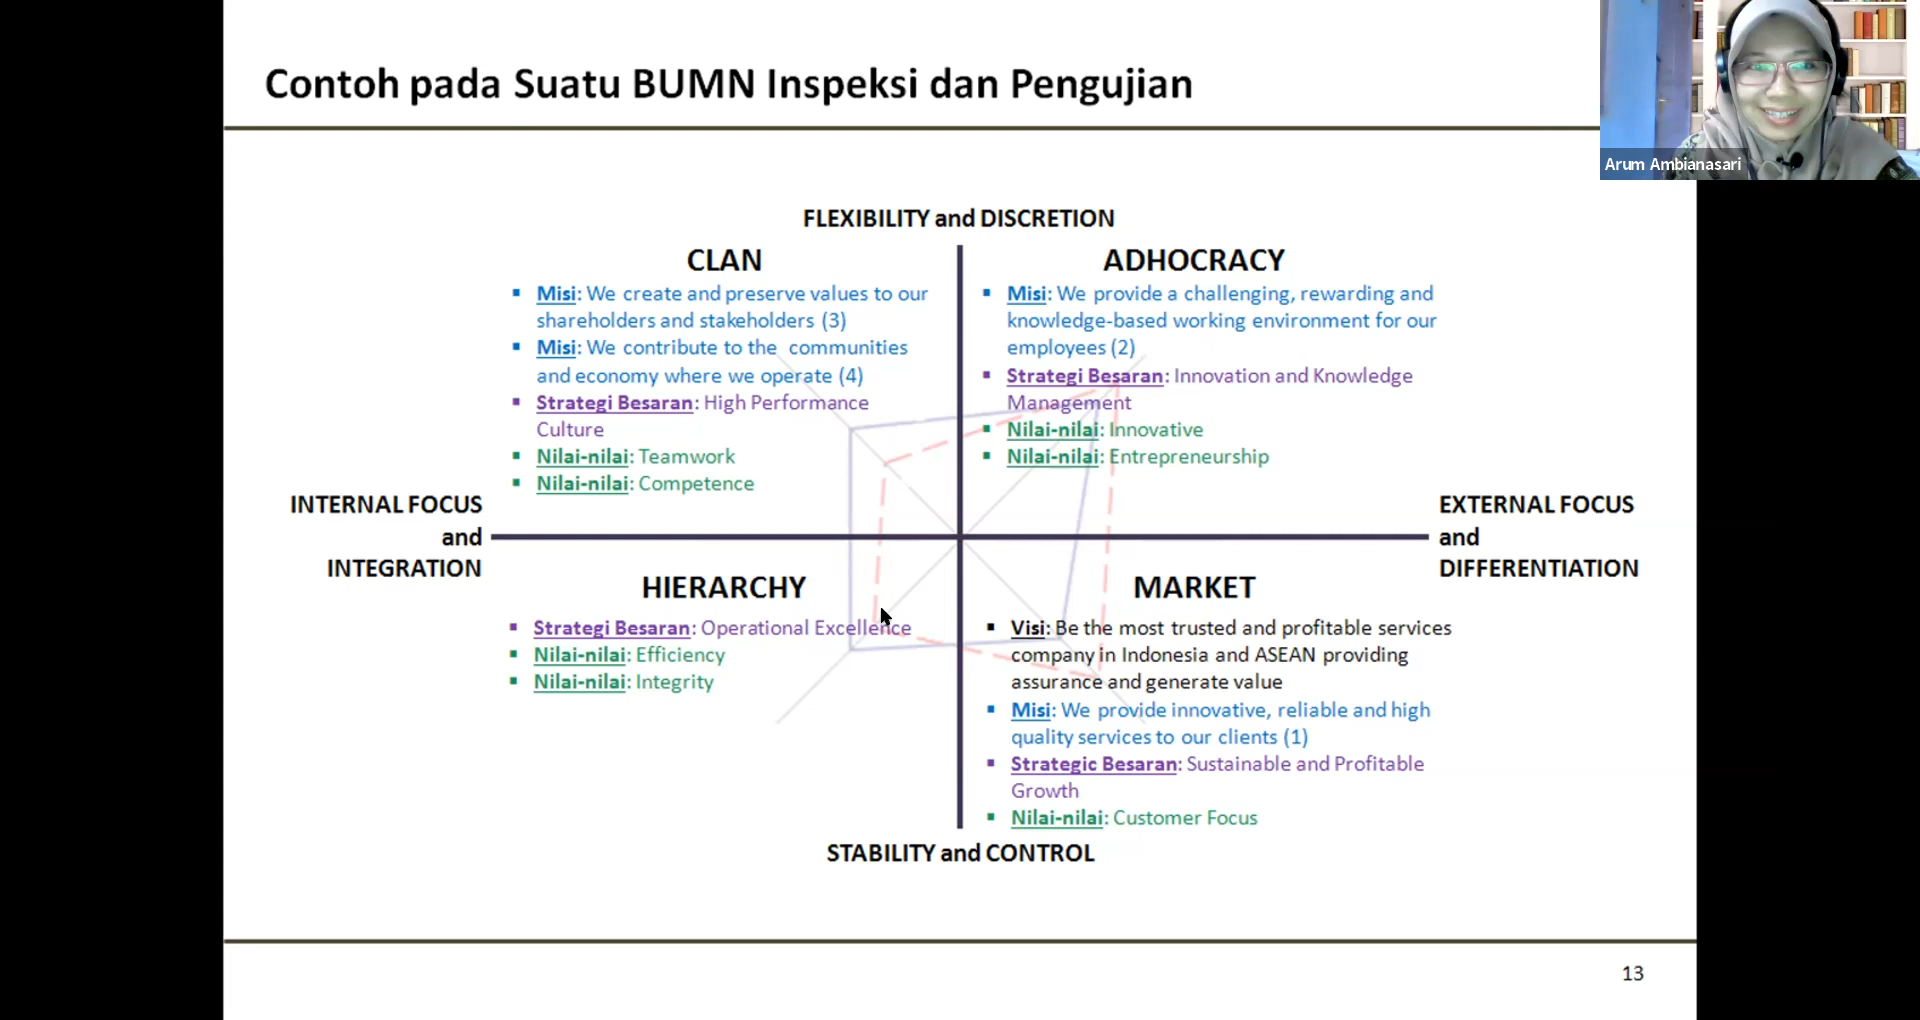 Contoh pada Suatu BUMN Inspeksi dan Pengujian
Arum Ambianasari
FLEXIBILITY and DISCRETION
CLAN
▪ Misi: We create and preserve values to our
shareholders and stakeholders (3)
▪ Misi: We contribute to the communities
and economy where we operate (4)
▪ Strategi Besaran: High Performance
Culture
▪ Nilai-nilai: Teamwork
▪ Nilai-nilai: Competence
ADHOCRACY
▪ Misi: We provide a challenging, rewarding and
knowledge-based working environment for our
employees (2)
▪ Strategi Besaran: Innovation and Knowledge
Management
▪ Nilai-nilai: Innovative
▪ Nilai-nilai: Entrepreneurship
INTERNAL FOCUS
and
INTEGRATION
EXTERNAL FOCUS
and
DIFFERENTIATION
HIERARCHY
▪ Strategi Besaran: Operational Excellence
▪ Nilai-nilai: Efficiency
▪ Nilai-nilai: Integrity
MARKET
▪ Visi: Be the most trusted and profitable services
company in Indonesia and ASEAN providing
assurance and generate value
▪ Misi: We provide innovative, reliable and high
quality services to our clients (1)
▪ Strategic Besaran: Sustainable and Profitable
Growth
▪ Nilai-nilai: Customer Focus
STABILITY and CONTROL
13